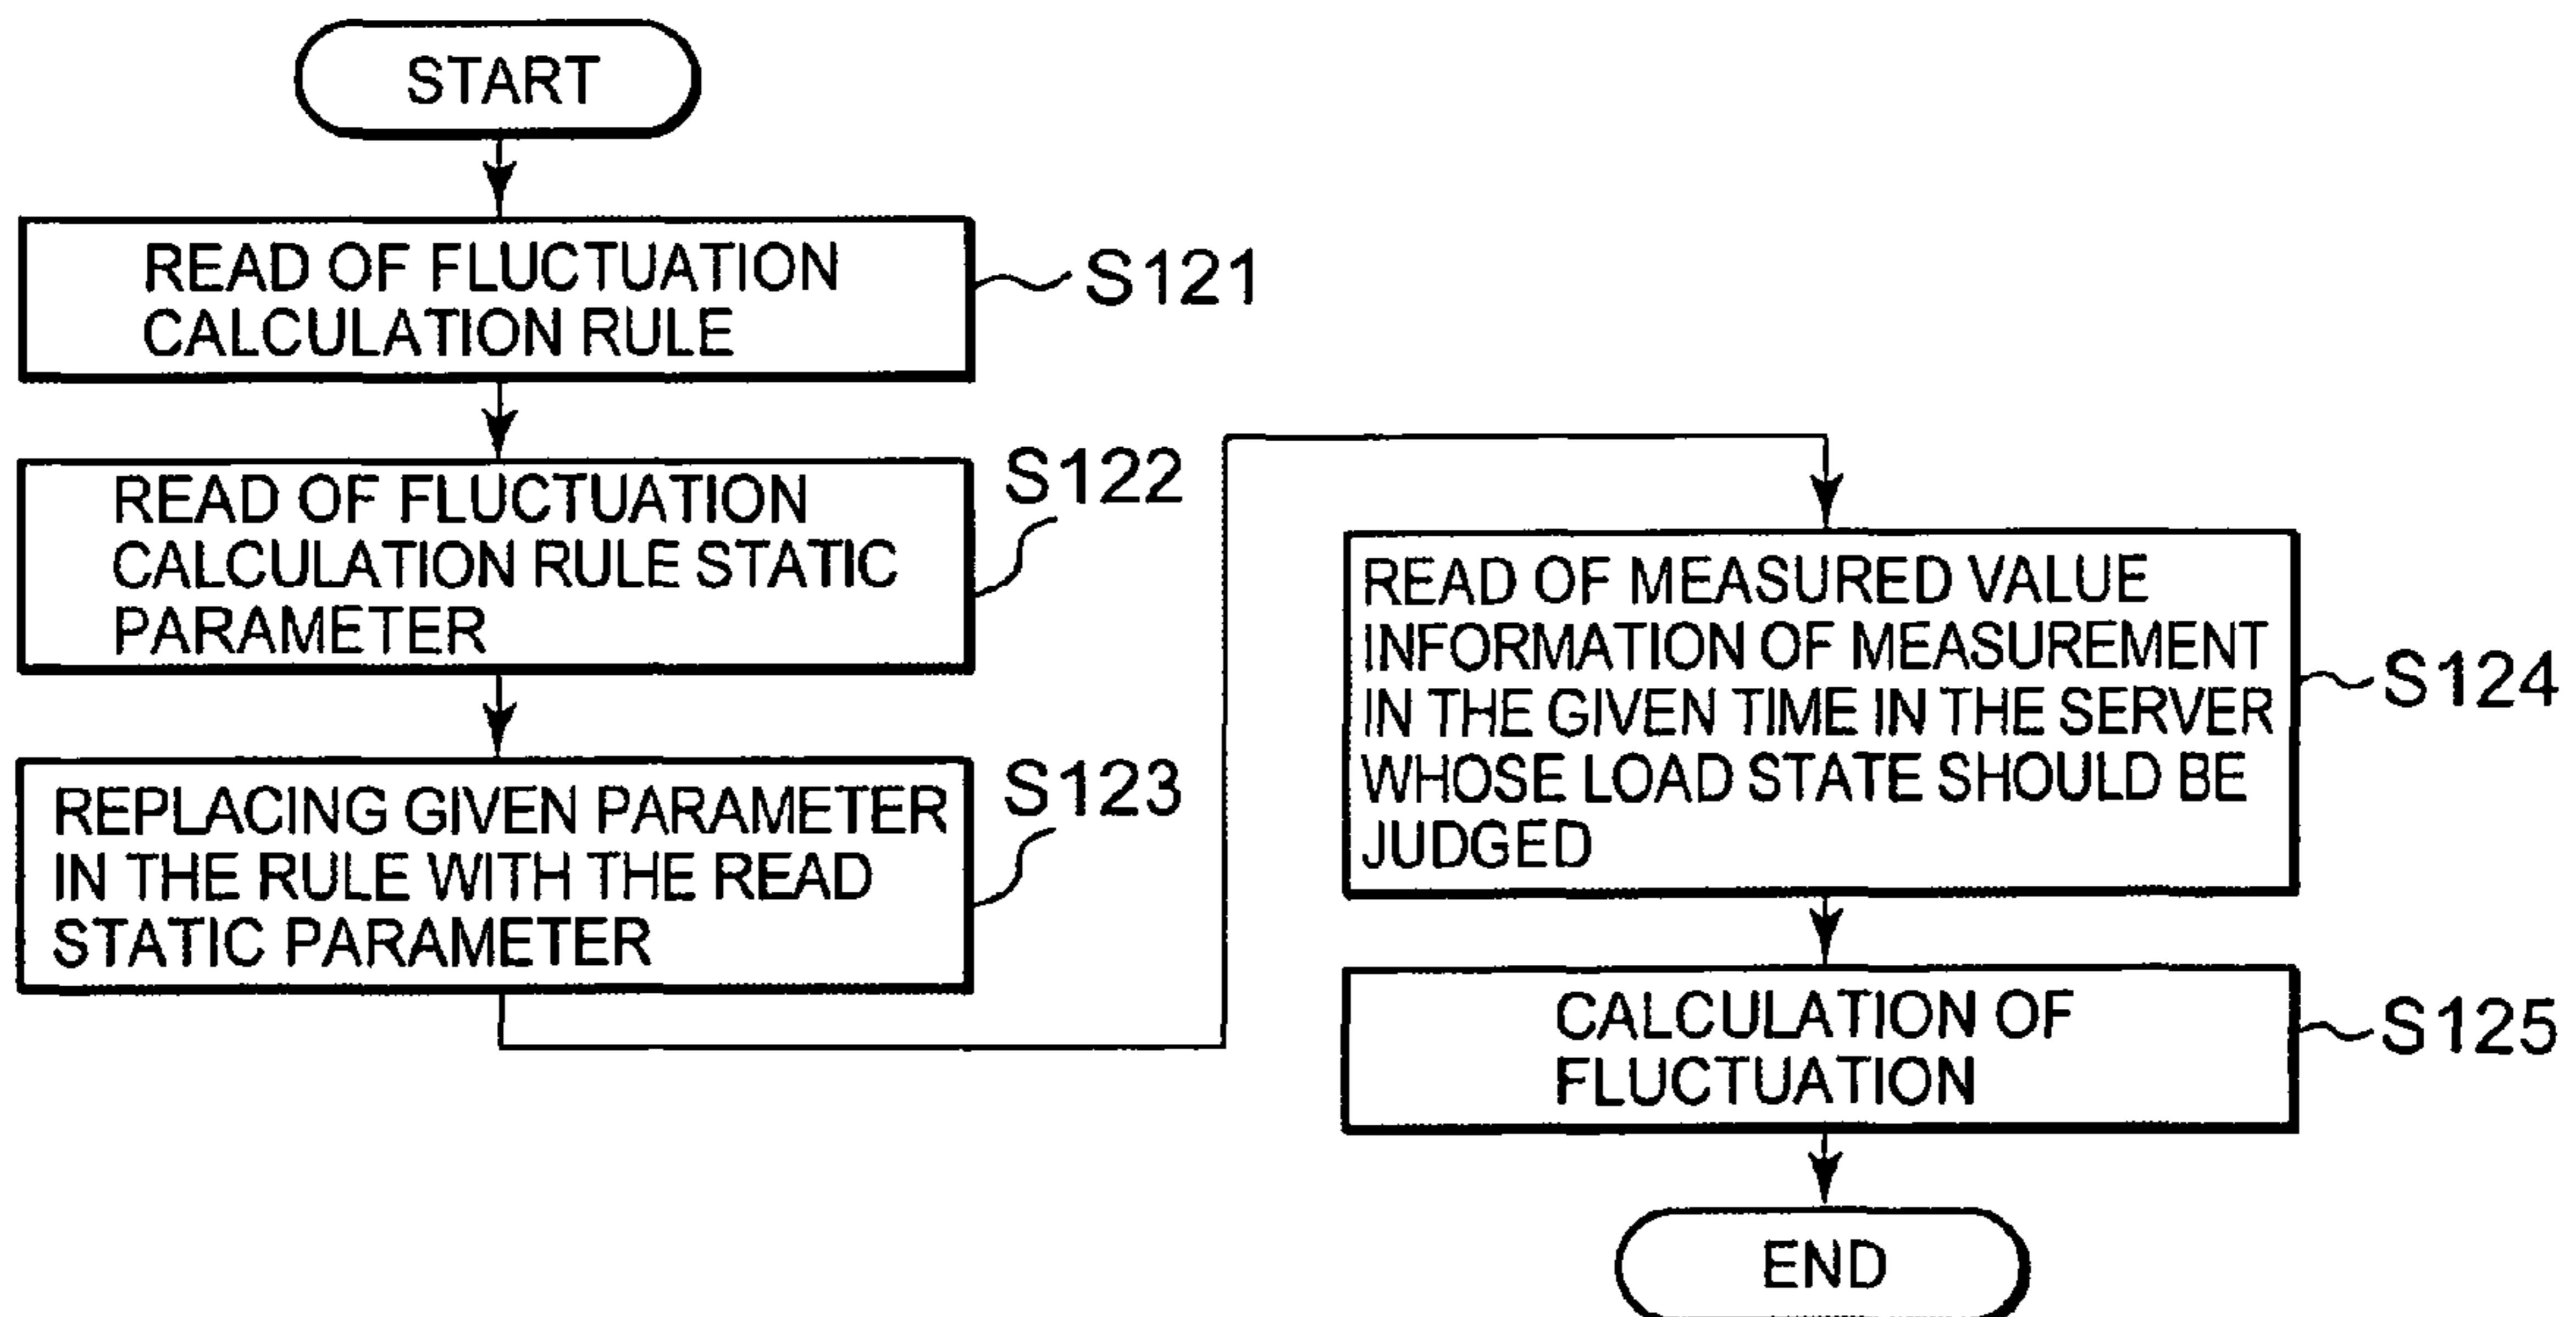 START
READ OF FLUCTUATION
CALCULATION RULE
S121
READ OF FLUCTUATION
CALCULATION RULE STATIC
PARAMETER
S122
REPLACING GIVEN PARAMETER
IN THE RULE WITH THE READ
STATIC PARAMETER
S123
READ OF MEASURED VALUE
INFORMATION OF MEASUREMENT
IN THE GIVEN TIME IN THE SERVER
WHOSE LOAD STATE SHOULD BE
JUDGED
S124
CALCULATION OF
FLUCTUATION
S125
END